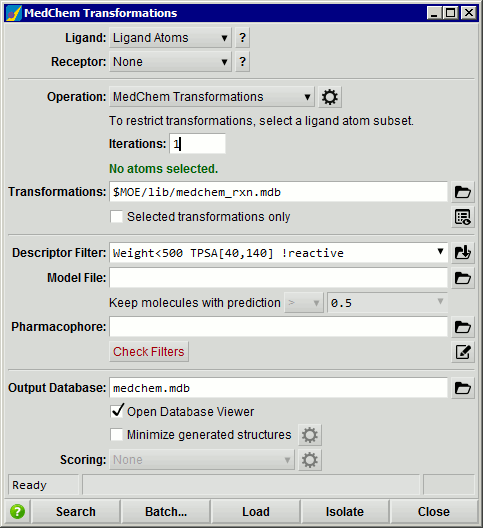 MedChem Transformations
Ligand: Ligand Atoms ?
Receptor: None ?
Operation: MedChem Transformations
To restrict transformations, select a ligand atom subset.
Iterations: 1
No atoms selected.
Transformations: $MOE/lib/medchem_rxn.mdb
Selected transformations only
Descriptor Filter: Weight<500 TPSA[40,140] !reactive
Model File:
Keep molecules with prediction > 0.5
Pharmacophore:
Check Filters
Output Database: medchem.mdb
Open Database Viewer
Minimize generated structures
Scoring: None
Ready
? Search Batch... Load Isolate Close